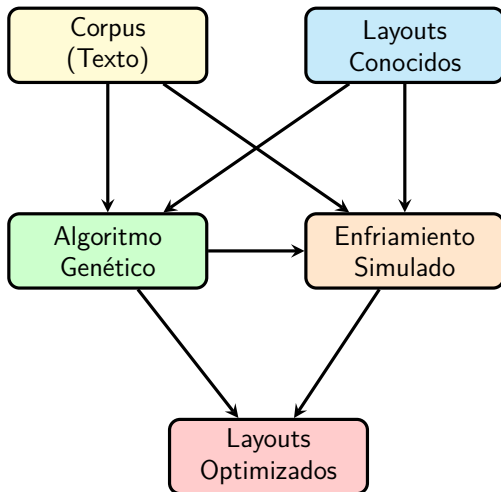 Corpus
(Texto)
Layouts
Conocidos
Algoritmo
Genético
Enfriamiento
Simulado
Layouts
Optimizados